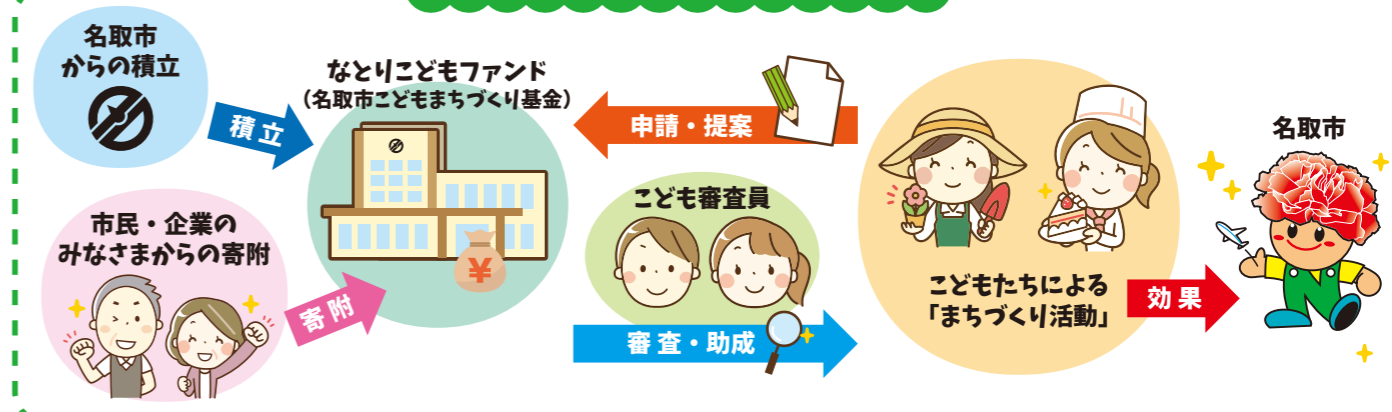 名取市
からの積立
積立
市民・企業の
みなさまからの寄附
寄附
なとりこどもファンド
（名取市こどもまちづくり基金）
¥
申請・提案
こども審査員
審査・助成
こどもたちによる
「まちづくり活動」
効果
名取市